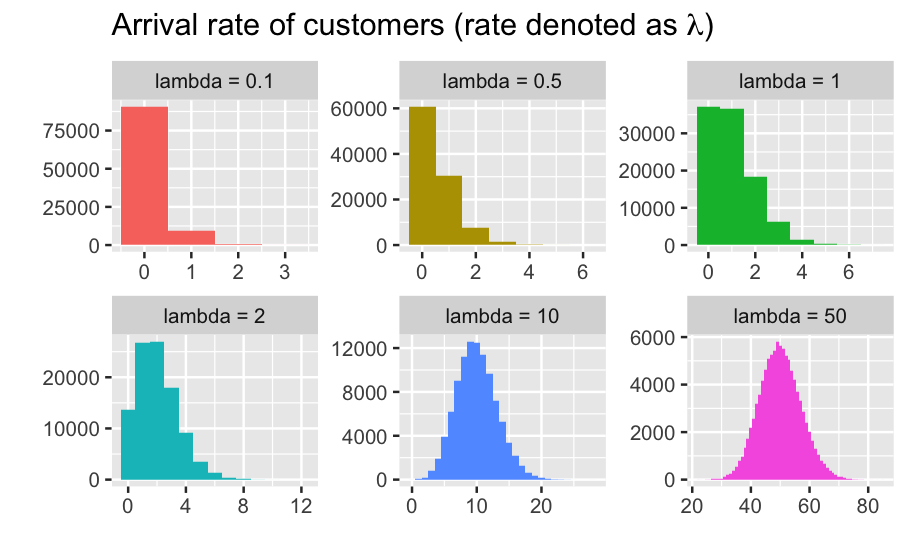 Arrival rate of customers (rate denoted as λ)
lambda = 0.1
75000
50000
25000
0
0 1 2 3
lambda = 0.5
60000
40000
20000
0
0 2 4 6
lambda = 1
30000
20000
10000
0
0 2 4 6
lambda = 2
20000
10000
0
0 4 8 12
lambda = 10
12000
8000
4000
0
0 10 20
lambda = 50
6000
4000
2000
0
20 40 60 80